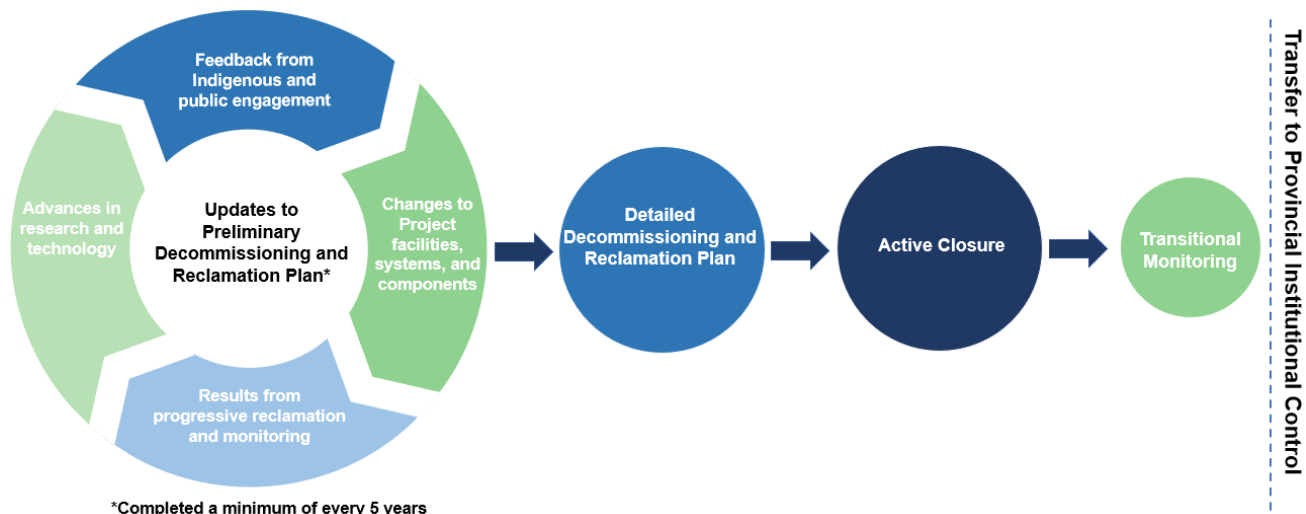 Feedback from
Indigenous and
public engagement
Advances in
research and
technology
Updates to
Preliminary
Decommissioning and
Reclamation Plan*
Changes to
Project
facilities,
systems, and
components
Results from
progressive reclamation
and monitoring
*Completed a minimum of every 5 years
Detailed
Decommissioning and
Reclamation Plan
Active Closure
Transitional
Monitoring
Transfer to Provincial Institutional Control